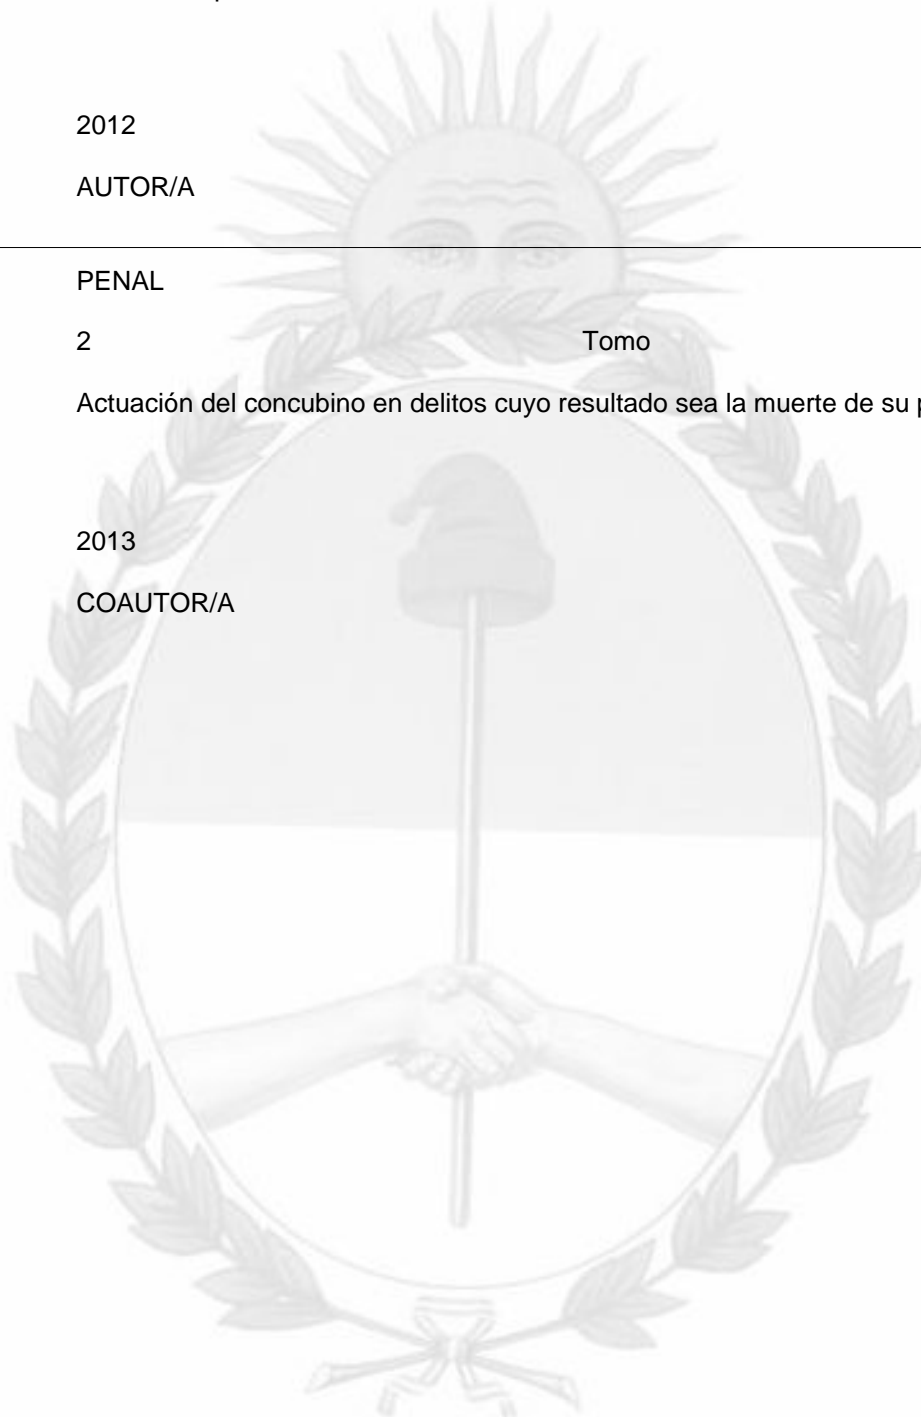 2012
AUTOR/A
PENAL
2 Tomo
Actuación del concubino en delitos cuyo resultado sea la muerte de su
2013
COAUTOR/A